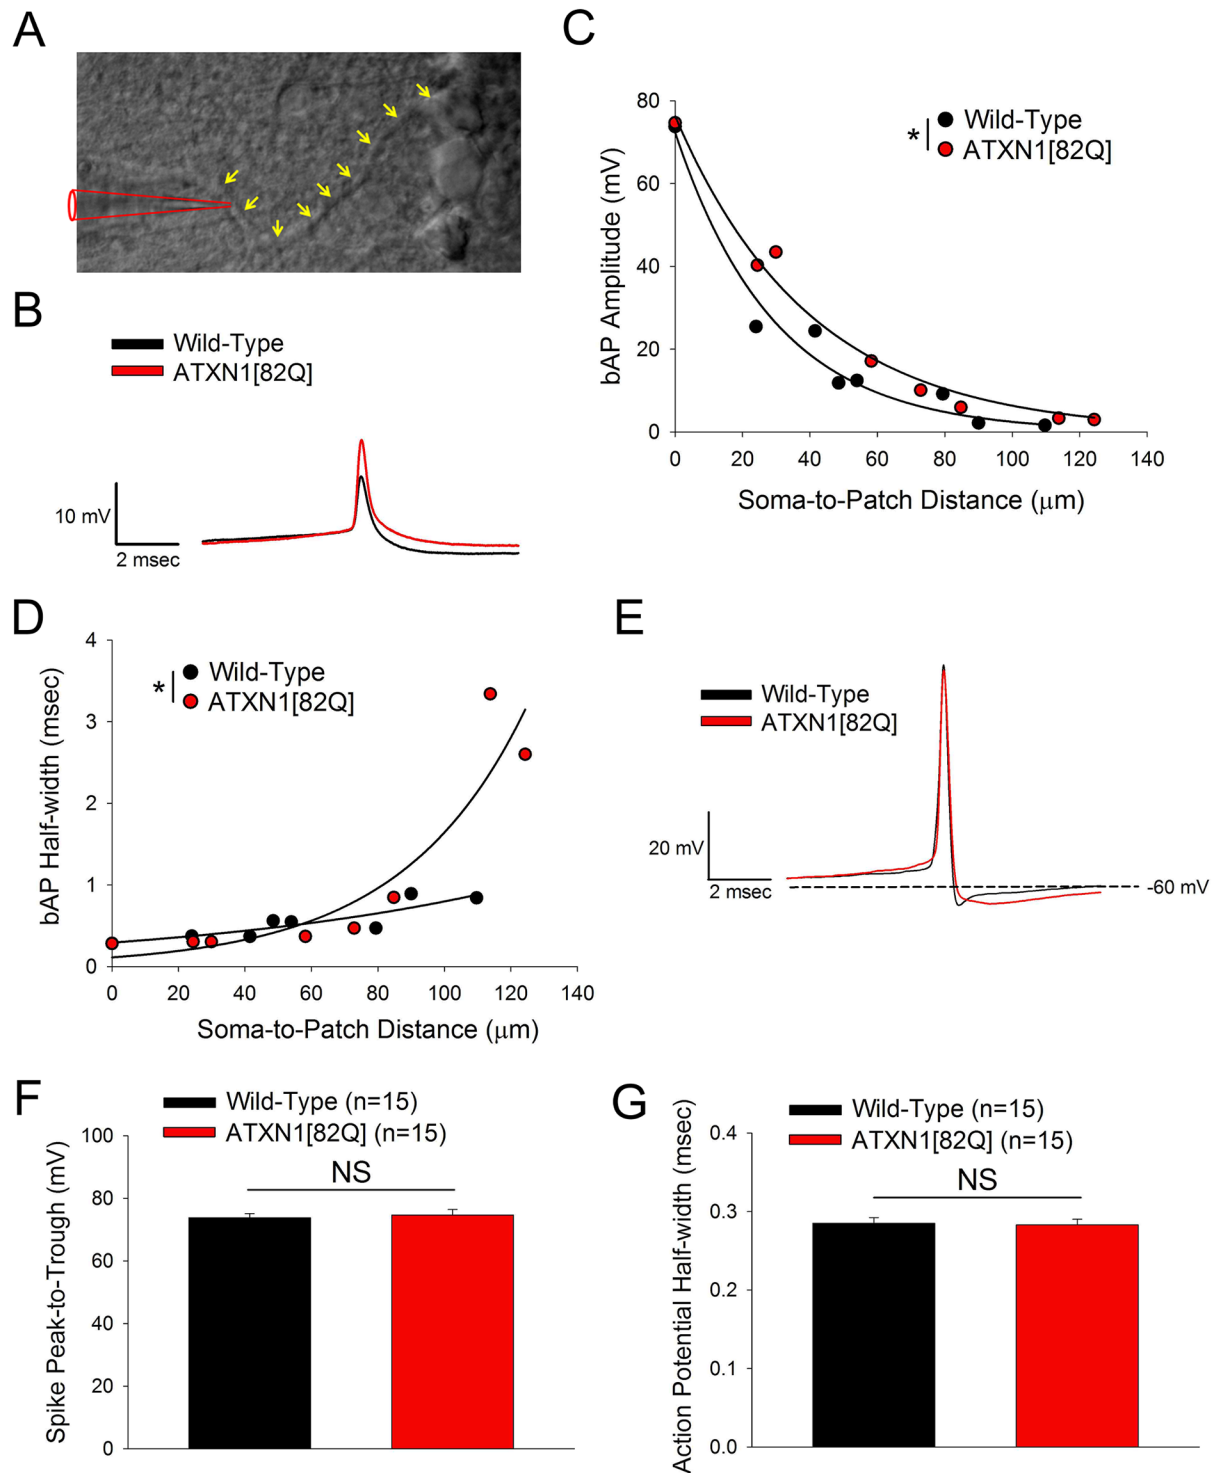 A
B
Wild-Type
ATXN1[82Q]
10 mV
2 msec
C
bAP Amplitude (mV)
80
60
40
20
0
*
Wild-Type
ATXN1[82Q]
0 20 40 60 80 100 120 140
Soma-to-Patch Distance (μm)
D
bAP Half-width (msec)
4
3
2
1
0
*
Wild-Type
ATXN1[82Q]
0 20 40 60 80 100 120 140
Soma-to-Patch Distance (μm)
E
Wild-Type
ATXN1[82Q]
20 mV
2 msec
-60 mV
F
Wild-Type (n=15)
ATXN1[82Q] (n=15)
NS
Spike Peak-to-Trough (mV)
100
80
60
40
20
0
G
Wild-Type (n=15)
ATXN1[82Q] (n=15)
NS
Action Potential Half-width (msec)
0.4
0.3
0.2
0.1
0.0